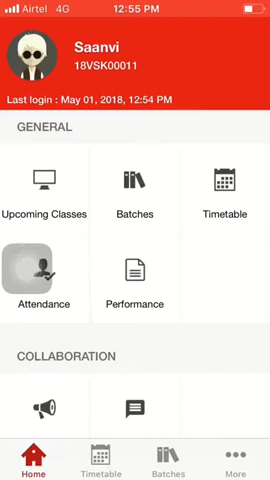 Airtel 4G 12:55 PM
Saanvi
18VSK00011
Last login : May 01, 2018, 12:54 PM
GENERAL
Upcoming Classes Batches Timetable
Attendance Performance
COLLABORATION
Home Timetable Batches More